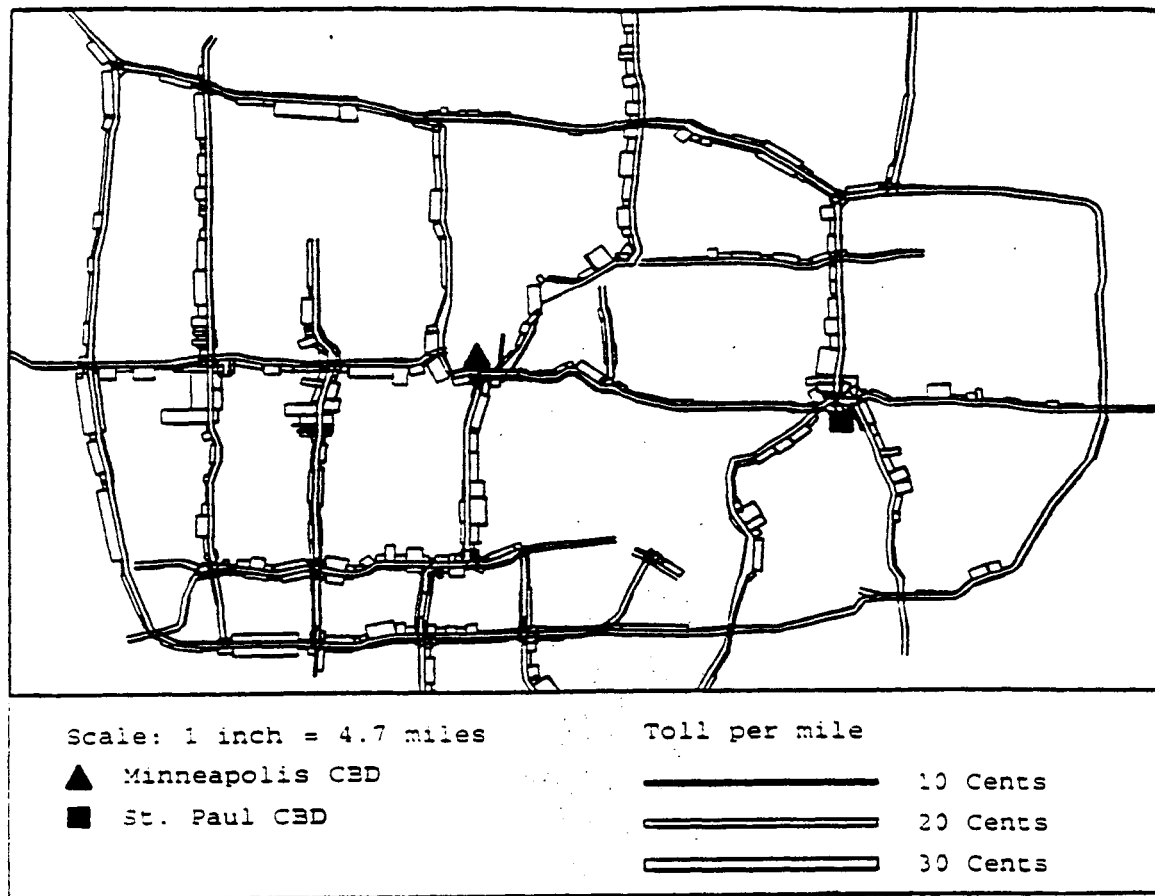 Scale: 1 inch = 4.7 miles
Minneapolis CBD
St. Paul CBD
Toll per mile
10 Cents
20 Cents
30 Cents